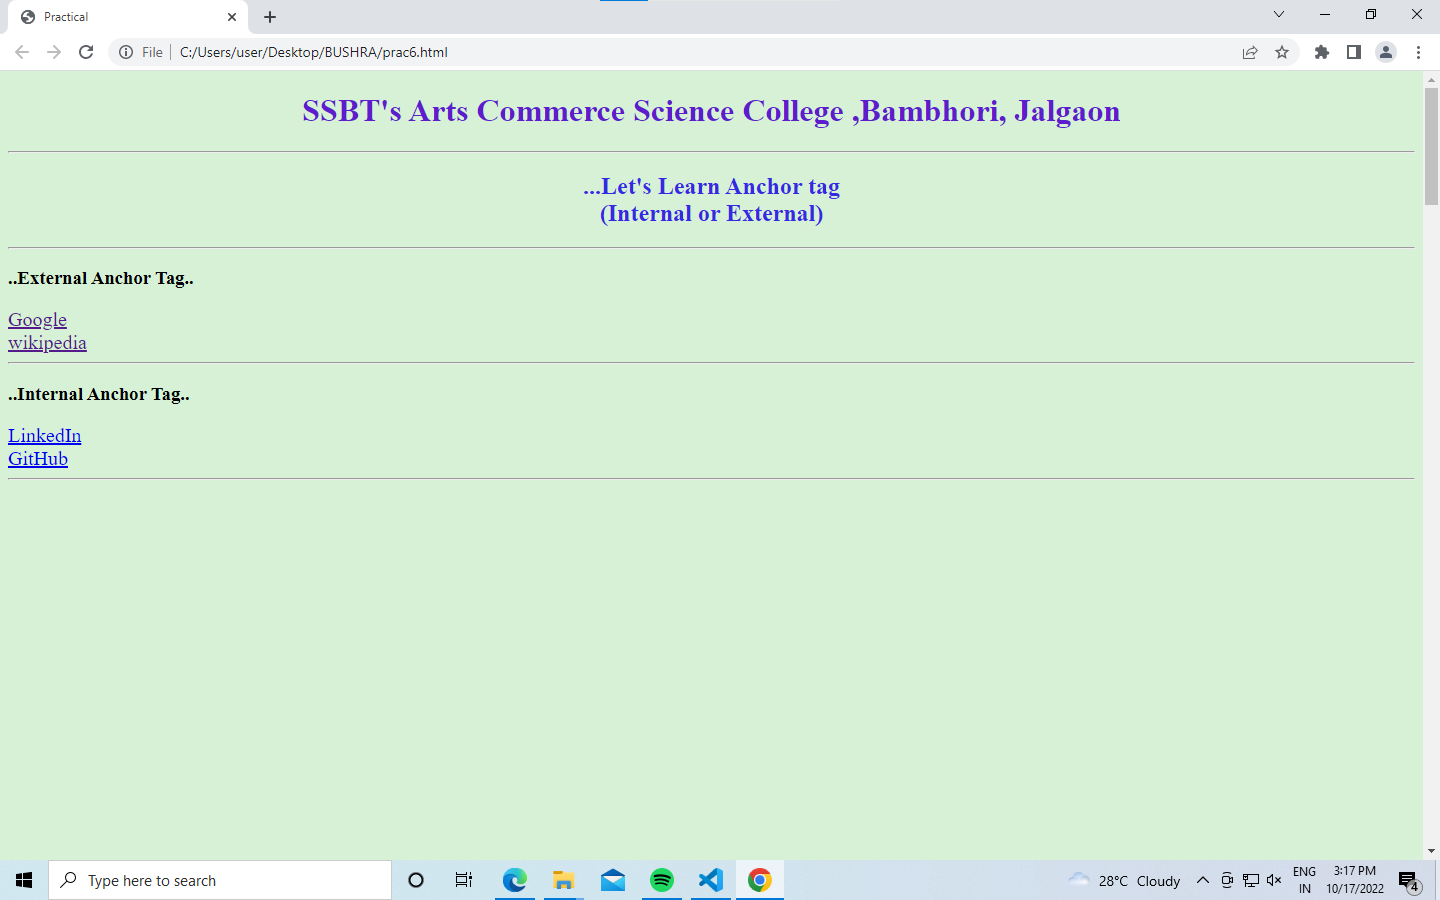 Practical
File
C:/Users/user/Desktop/BUSHRA/prac6.html
SSBT's Arts Commerce Science College ,Bambhori, Jalgaon
...Let's Learn Anchor tag
(Internal or External)
..External Anchor Tag..
Google
wikipedia
..Internal Anchor Tag..
LinkedIn
GitHub
Type here to search
28°C Cloudy
ENG
IN
3:17 PM
10/17/2022
4